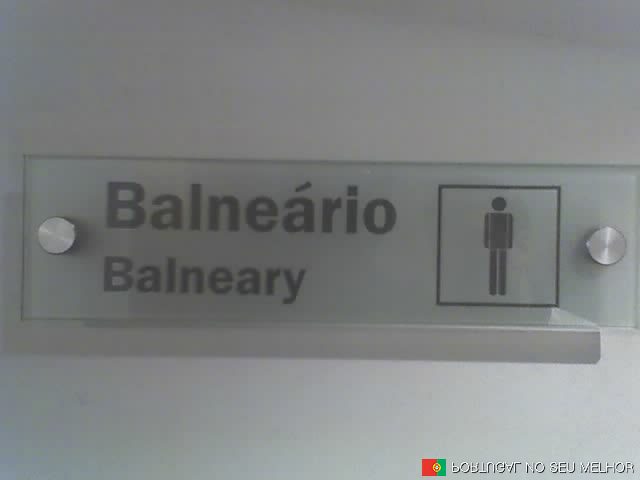 Balneário
Balneary
PORTUGAL NO SEU MELHOR